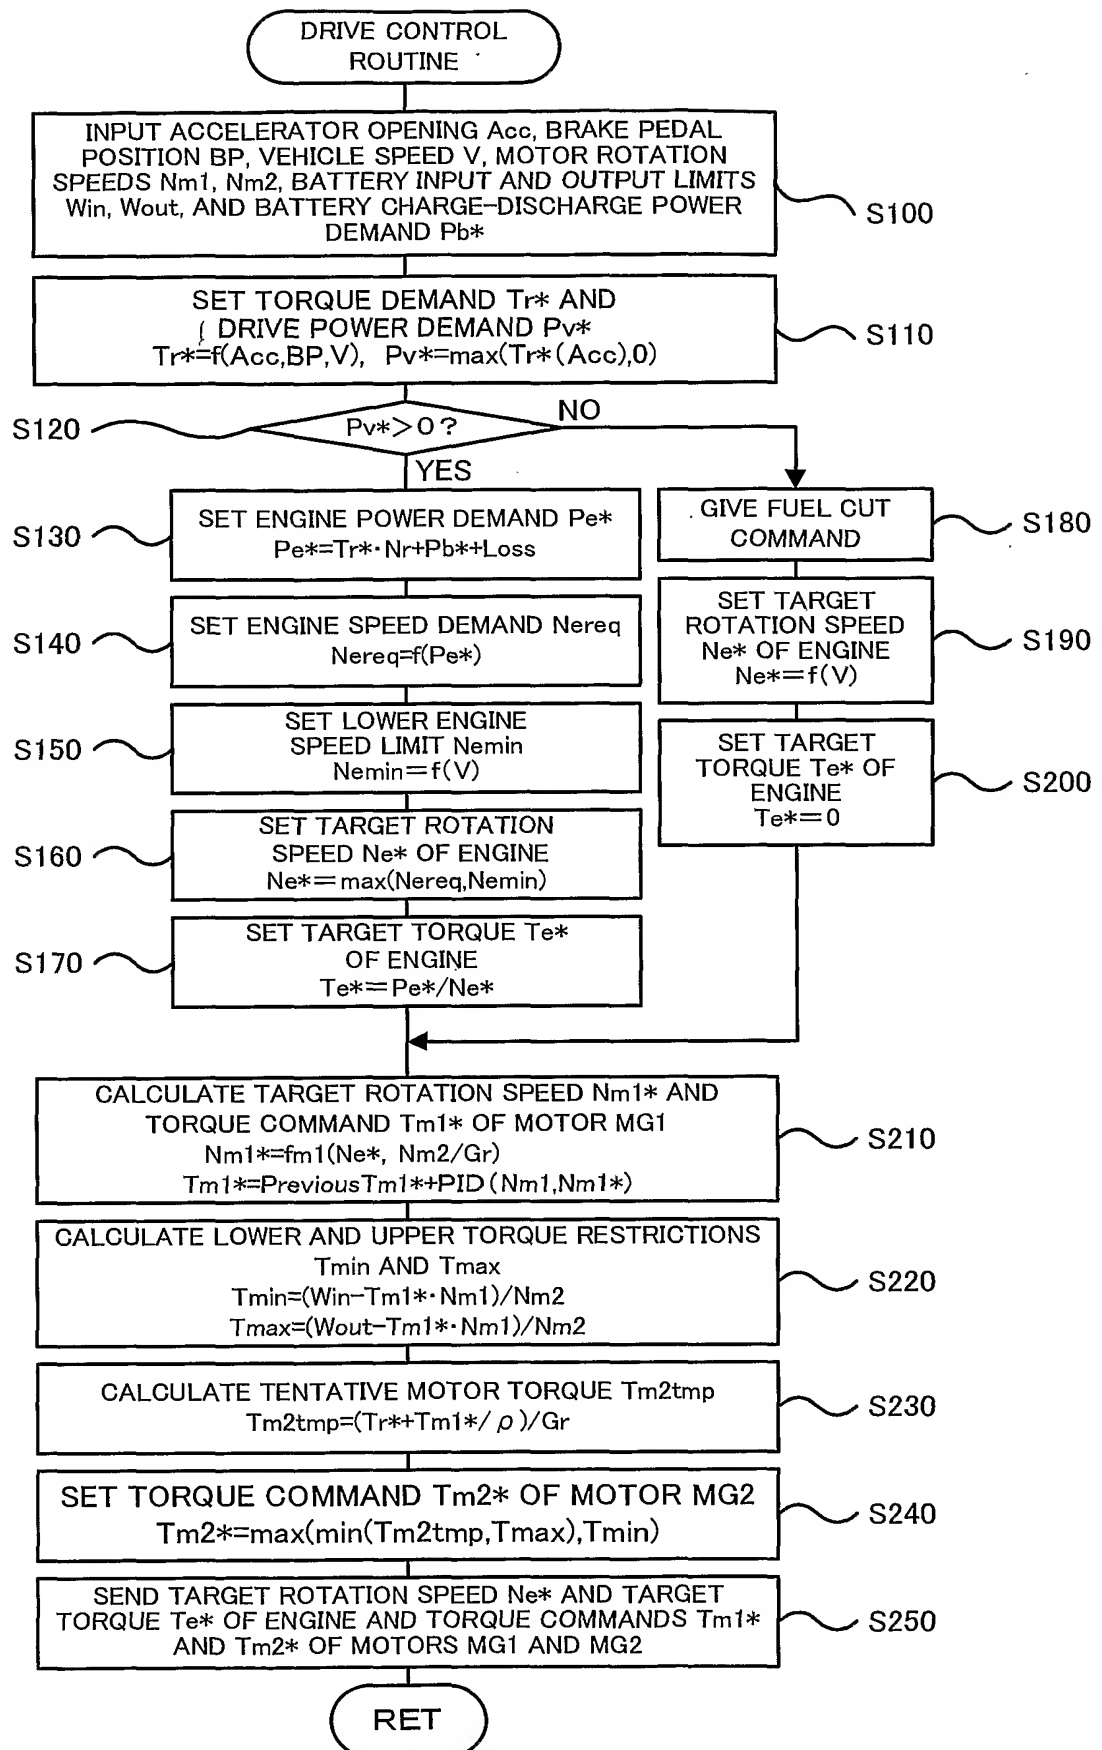 DRIVE CONTROL
ROUTINE
INPUT ACCELERATOR OPENING Acc, BRAKE PEDAL
POSITION BP, VEHICLE SPEED V, MOTOR ROTATION
SPEEDS Nm1, Nm2, BATTERY INPUT AND OUTPUT LIMITS
Win, Wout, AND BATTERY CHARGE-DISCHARGE POWER
DEMAND Pb*
S100
SET TORQUE DEMAND Tr* AND
DRIVE POWER DEMAND Pv*
Tr*=f(Acc,BP,V), Pv*=max(Tr*(Acc),0)
S110
S120
Pv*>0?
NO
YES
S130
SET ENGINE POWER DEMAND Pe*
Pe*=Tr*·Nr+Pb*+Loss
S140
SET ENGINE SPEED DEMAND Nereq
Nereq=f(Pe*)
S150
SET LOWER ENGINE
SPEED LIMIT Nemin
Nemin=f(V)
S160
SET TARGET ROTATION
SPEED Ne* OF ENGINE
Ne*=max(Nereq,Nemin)
S170
SET TARGET TORQUE Te*
OF ENGINE
Te*=Pe*/Ne*
GIVE FUEL CUT
COMMAND
S180
SET TARGET
ROTATION SPEED
Ne* OF ENGINE
Ne*=f(V)
S190
SET TARGET
TORQUE Te* OF
ENGINE
Te*=0
S200
CALCULATE TARGET ROTATION SPEED Nm1* AND
TORQUE COMMAND Tm1* OF MOTOR MG1
Nm1*=fm1(Ne*, Nm2/Gr)
Tm1*=PreviousTm1*+PID(Nm1,Nm1*)
S210
CALCULATE LOWER AND UPPER TORQUE RESTRICTIONS
Tmin AND Tmax
Tmin=(Win-Tm1*·Nm1)/Nm2
Tmax=(Wout-Tm1*·Nm1)/Nm2
S220
CALCULATE TENTATIVE MOTOR TORQUE Tm2tmp
Tm2tmp=(Tr*+Tm1*/ρ)/Gr
S230
SET TORQUE COMMAND Tm2* OF MOTOR MG2
Tm2*=max(min(Tm2tmp,Tmax),Tmin)
S240
SEND TARGET ROTATION SPEED Ne* AND TARGET
TORQUE Te* OF ENGINE AND TORQUE COMMANDS Tm1*
AND Tm2* OF MOTORS MG1 AND MG2
S250
RET